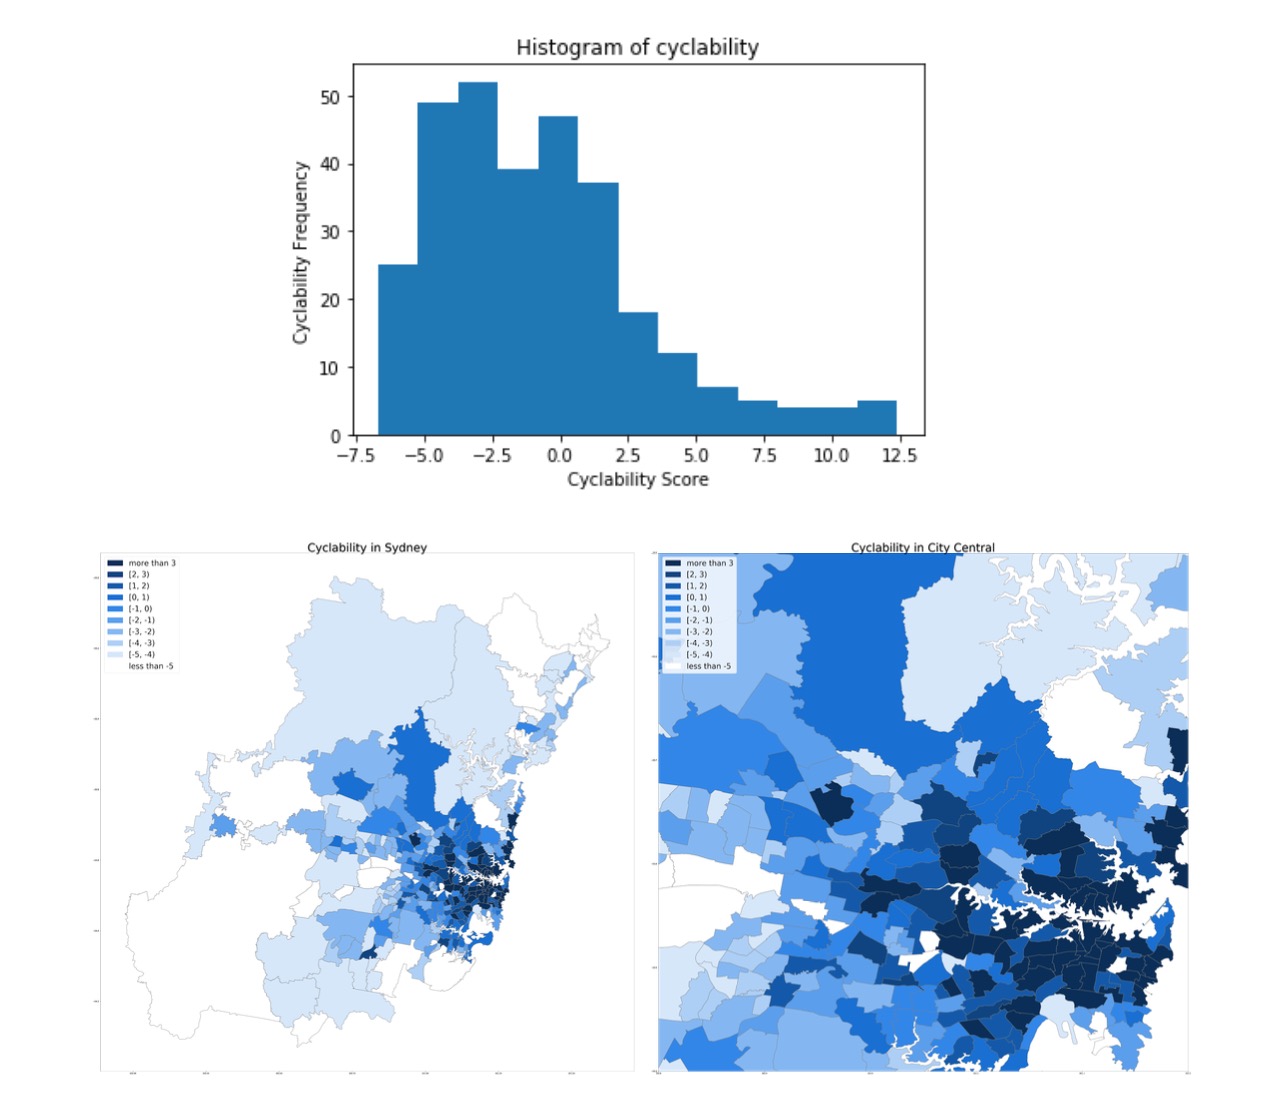 Histogram of cyclability
Cyclability Frequency
50
40
30
20
10
0
−7.5 −5.0 −2.5 0.0 2.5 5.0 7.5 10.0 12.5
Cyclability Score
Cyclability in Sydney
more than 3
[2, 3)
[1, 2)
[0, 1)
[-1, 0)
[-2, -1)
[-3, -2)
[-4, -3)
[-5, -4)
less than -5
Cyclability in City Central
more than 3
[2, 3)
[1, 2)
[0, 1)
[-1, 0)
[-2, -1)
[-3, -2)
[-4, -3)
[-5, -4)
less than -5